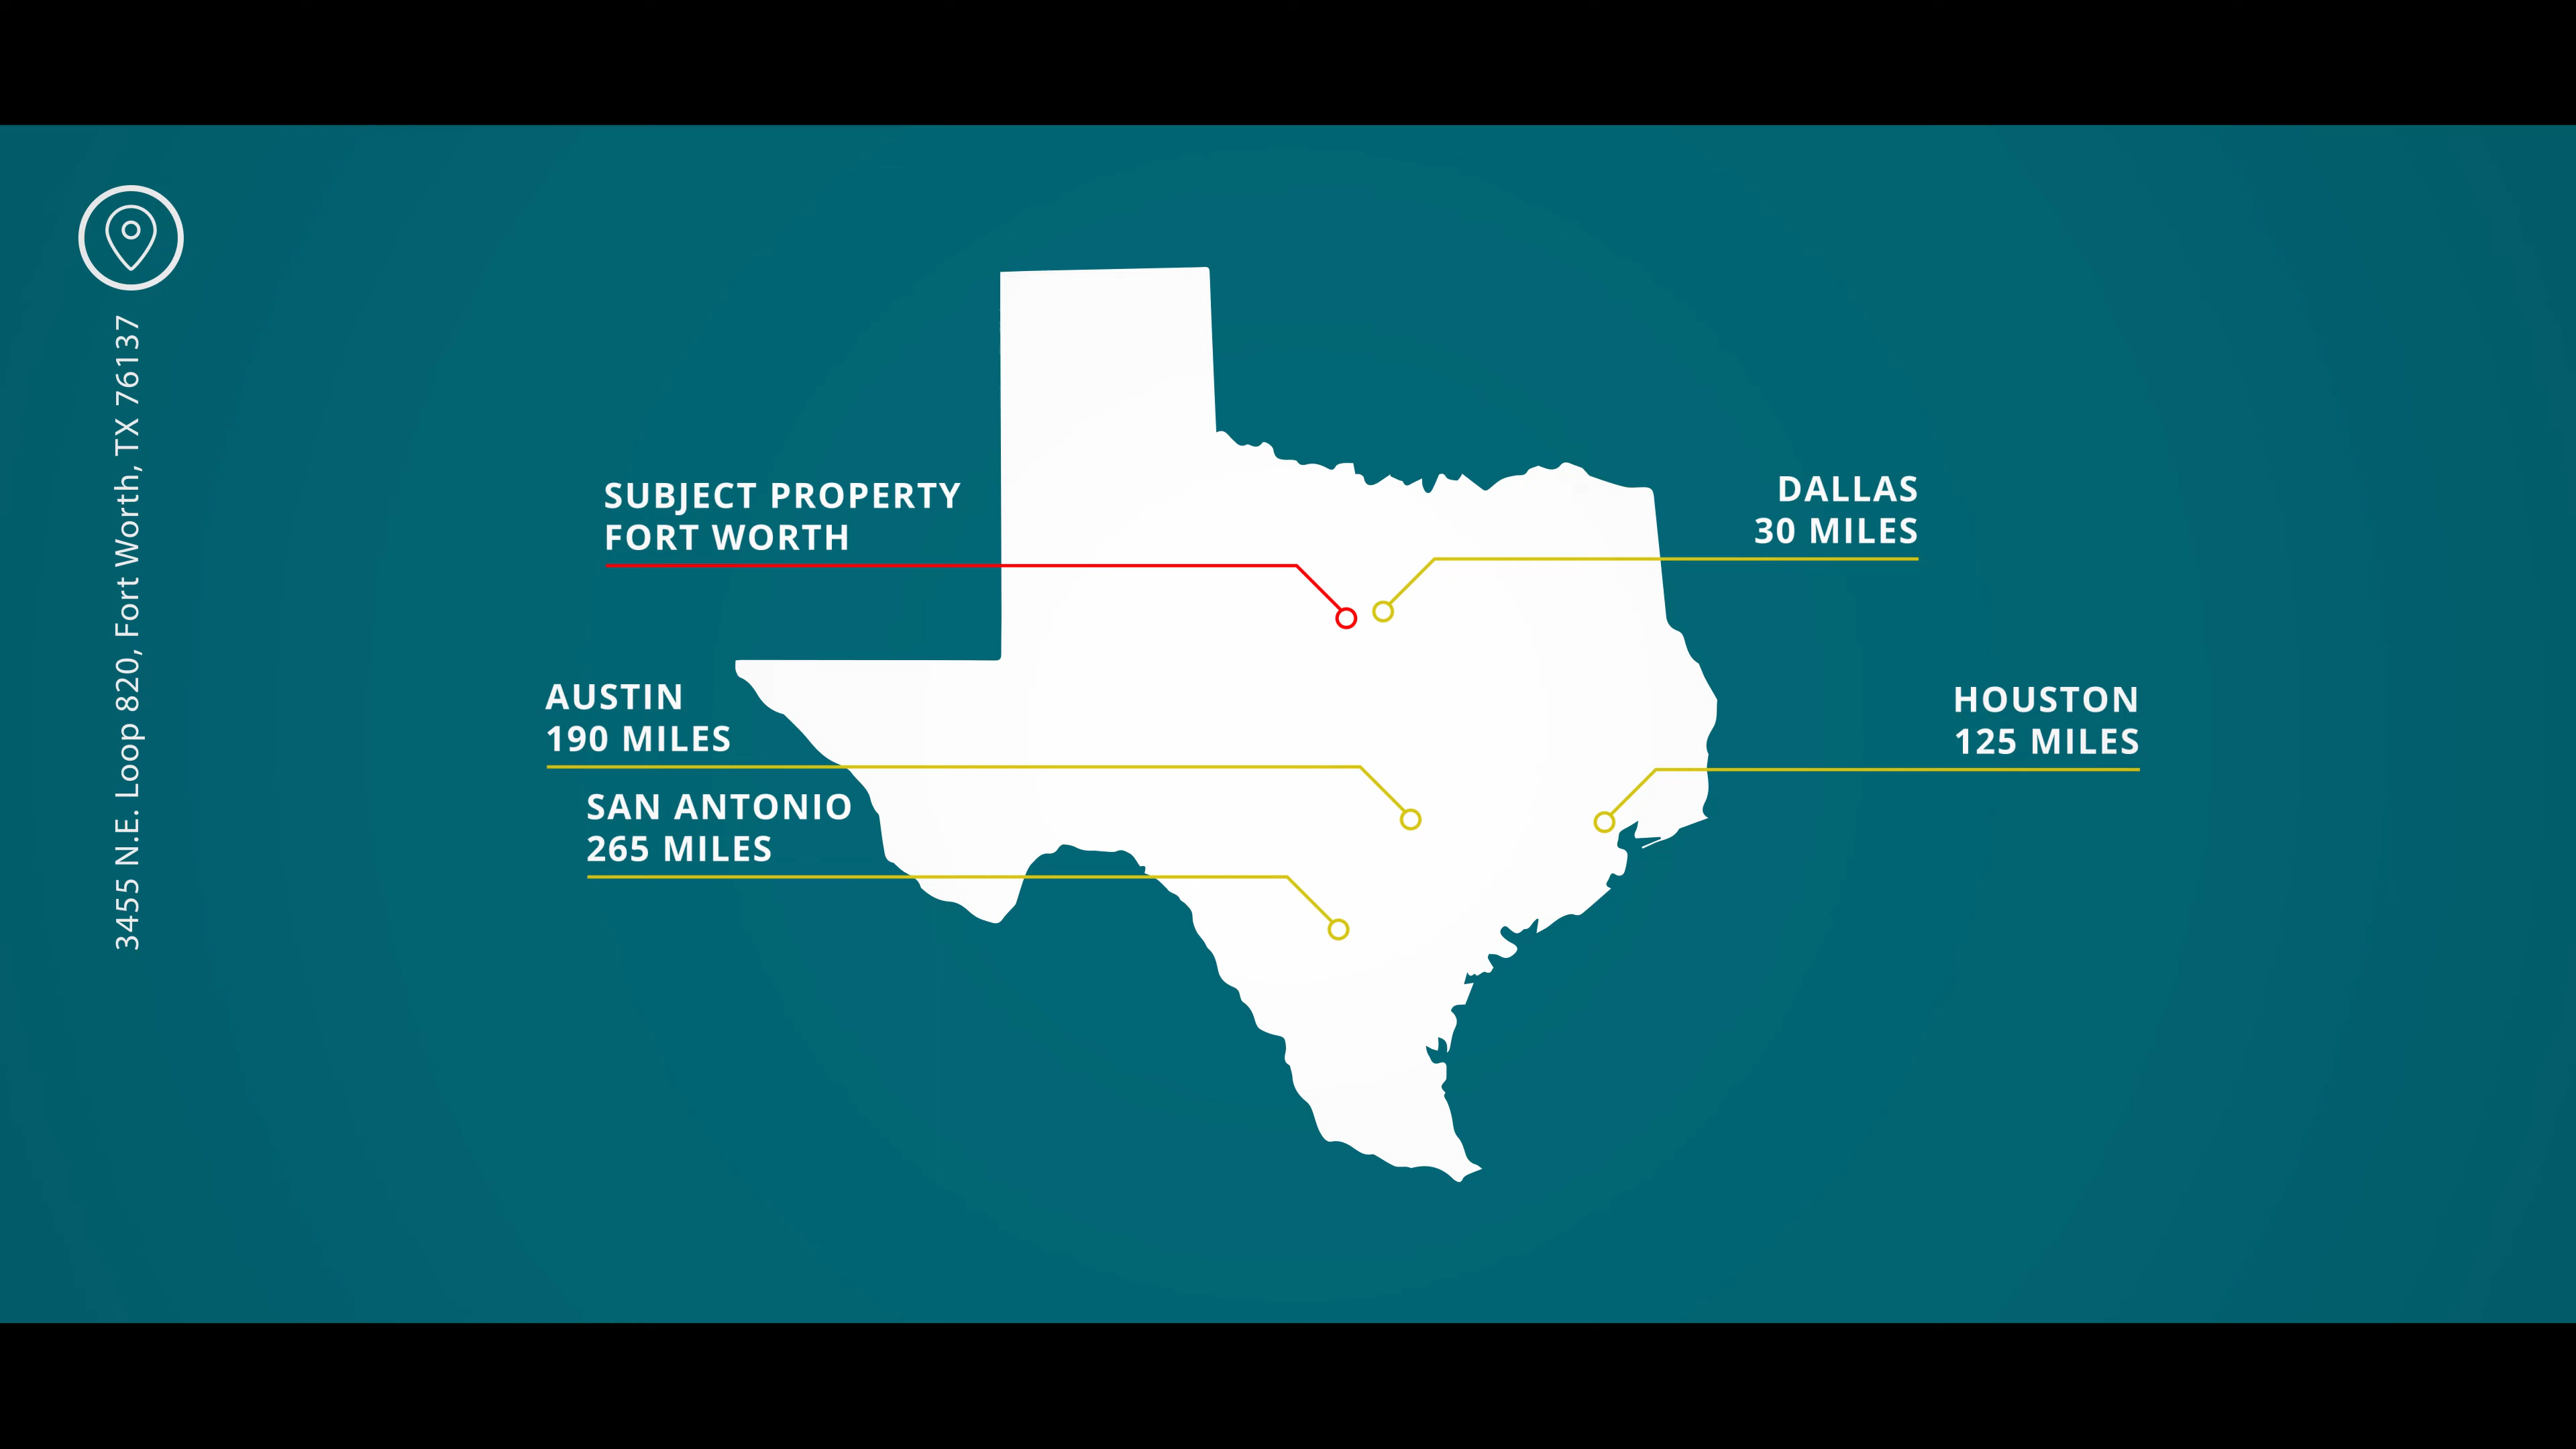 3455 N.E. Loop 820, Fort Worth, TX 76137
SUBJECT PROPERTY
FORT WORTH
DALLAS
30 MILES
AUSTIN
190 MILES
HOUSTON
125 MILES
SAN ANTONIO
265 MILES